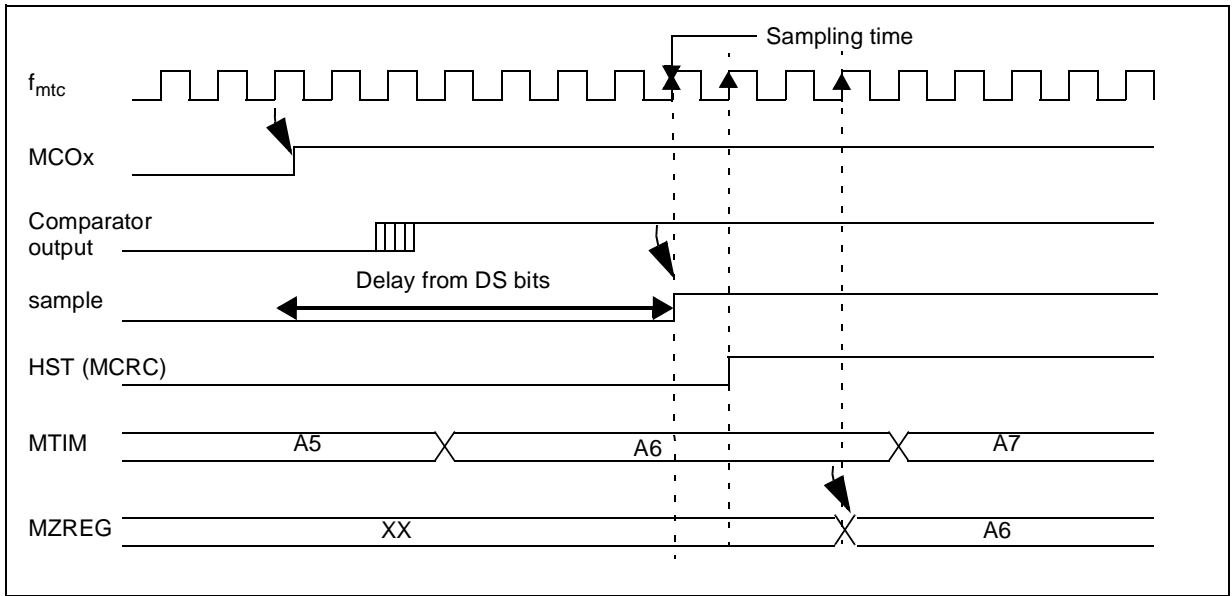 Sampling time
fmtc
MCOx
Comparator
output
Delay from DS bits
sample
HST (MCRC)
MTIM
A5
A6
A7
MZREG
XX
A6